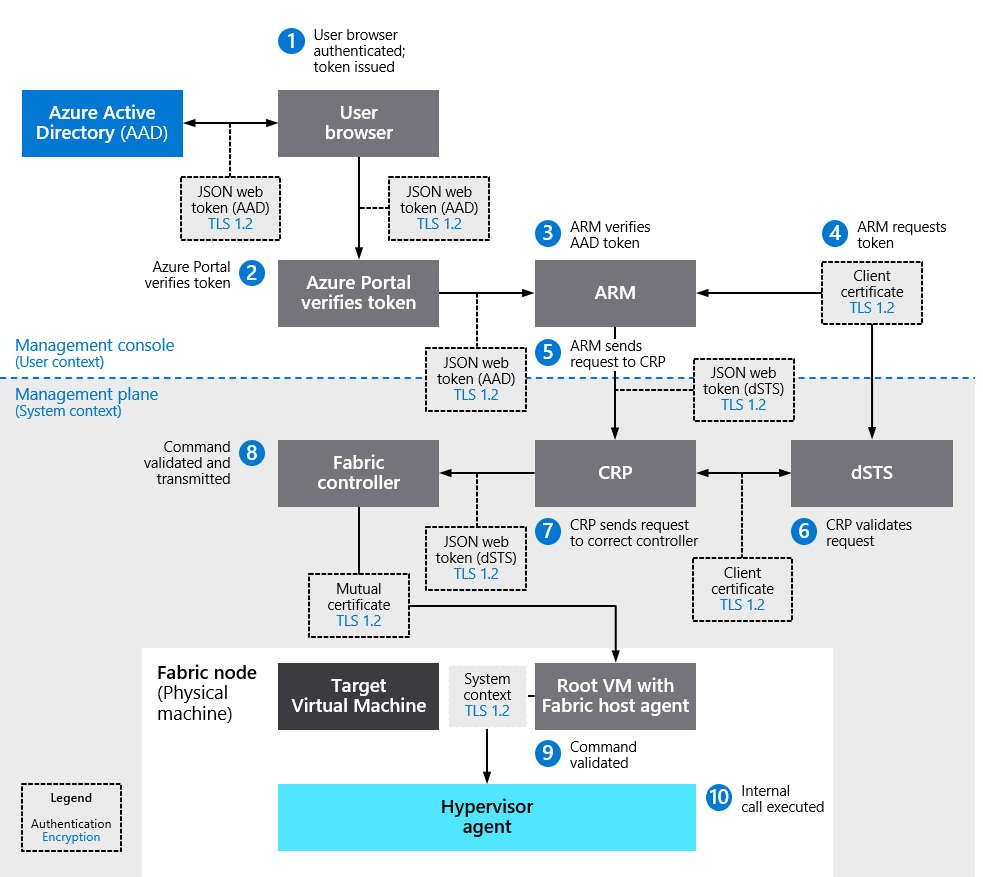 1
User browser
authenticated;
token issued
Azure Active
Directory (AAD)
User
browser
JSON web
token (AAD)
TLS 1.2
JSON web
token (AAD)
TLS 1.2
3
ARM verifies
AAD token
4
ARM requests
token
Azure Portal
verifies token
2
Azure Portal
verifies token
ARM
Client
certificate
TLS 1.2
Management console
(User context)
5
ARM sends
request to CRP
JSON web
token (AAD)
TLS 1.2
JSON web
token (dSTS)
TLS 1.2
Management plane
(System context)
Command
validated and
transmitted
8
Fabric
controller
CRP
dSTS
7
CRP sends request
to correct controller
6
CRP validates
request
JSON web
token (dSTS)
TLS 1.2
Client
certificate
TLS 1.2
Mutual
certificate
TLS 1.2
Fabric node
(Physical
machine)
Target
Virtual Machine
System
context
TLS 1.2
Root VM with
Fabric host agent
9
Command
validated
Hypervisor
agent
10
Internal
call executed
Legend
Authentication
Encryption